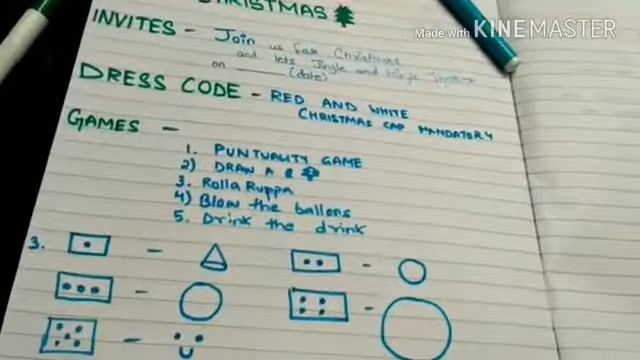 Made with KINEMASTER
CHRISTMAS
INVITES - Join us for Christmas
and lets Jingle and Together
on ______ (date)
DRESS CODE - RED AND WHITE
CHRISTMAS CAP MANDATORY
GAMES -
1. PUNTUALITY GAME
2) DRAW A &
3. Rolla Ruppa
4) Blow the ballons
5. Drink the drink
3.